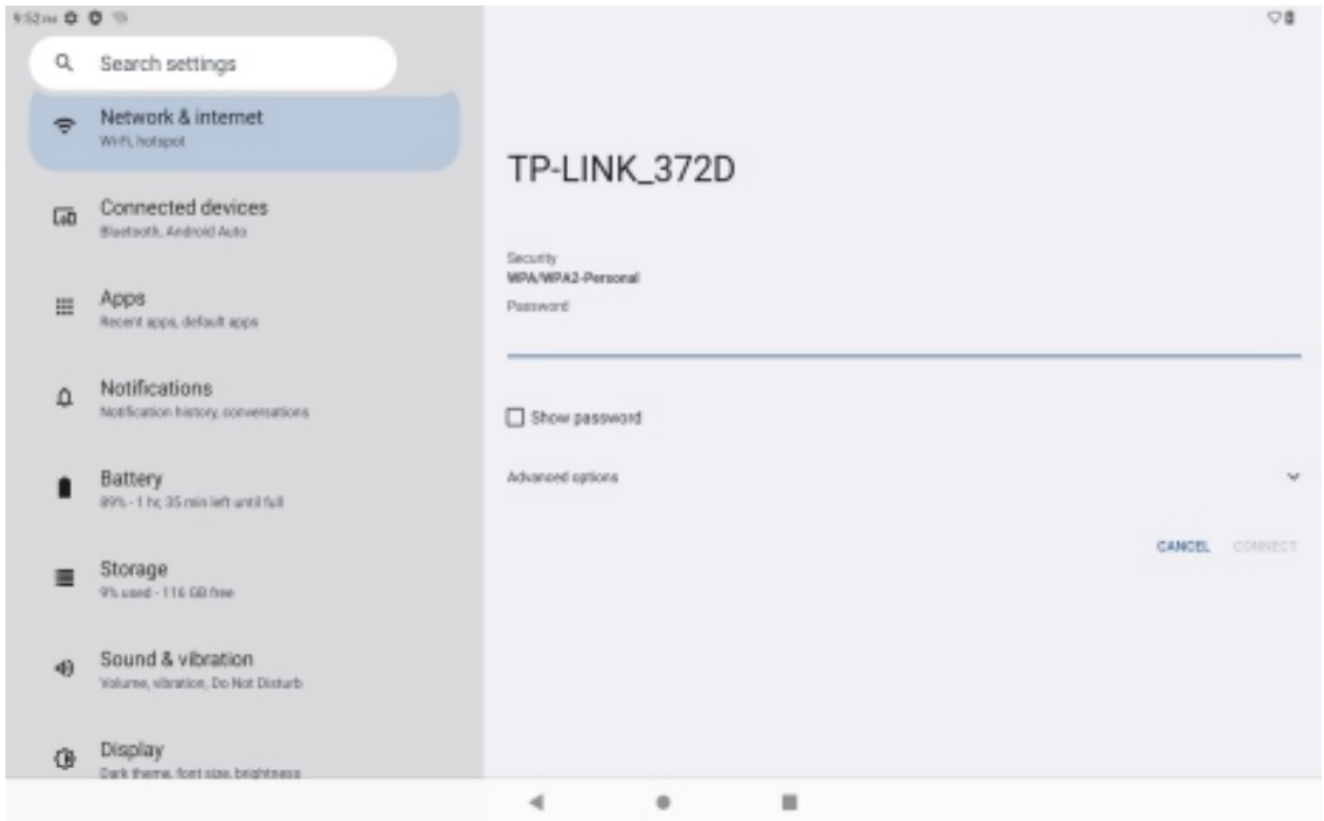 9:52 PM
Search settings
Network & internet
Wi-Fi, hotspot
Connected devices
Bluetooth, Android Auto
Apps
Recent apps, default apps
Notifications
Notification history, conversations
Battery
89% - 1 hr, 35 min left until full
Storage
9% used - 116 GB free
Sound & vibration
Volume, vibration, Do Not Disturb
Display
Dark theme, font size, brightness
TP-LINK_372D
Security
WPA/WPA2-Personal
Password
Show password
Advanced options
CANCEL CONNECT